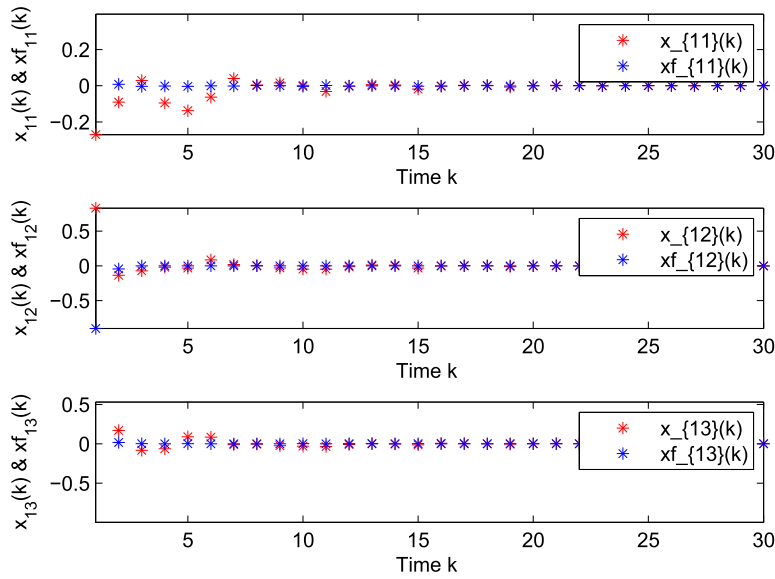 x_{11}(k)
xf_{11}(k)
0.2
0
−0.2
5 10 15 20 25 30
Time k
x11(k) & xf11(k)
x_{12}(k)
xf_{12}(k)
0.5
0
−0.5
5 10 15 20 25 30
Time k
x12(k) & xf12(k)
x_{13}(k)
xf_{13}(k)
0.5
0
−0.5
5 10 15 20 25 30
Time k
x13(k) & xf13(k)